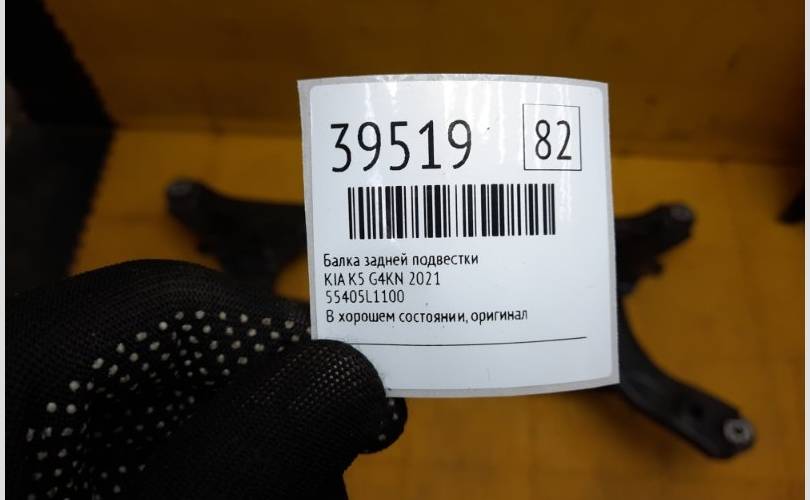 39519 82
Балка задней подвестки
KIA K5 G4KN 2021
55405L1100
В хорошем состоянии, оригинал